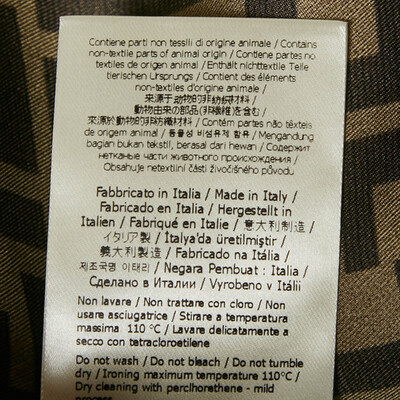 Contiene parti non tessili di origine animale / Contains
non-textile parts of animal origin / Contiene partes no
textiles de origen animal / Enthält nichttextile Teile
tierischen Ursprungs / Contient des éléments
non-textiles d'origine animale /
來源于动物的非纺织材料 /
動物由来の部品(非繊維)を含む /
來源於動物的非紡織材料 / Contém partes não têxteis
de origem animal / 동물성 비섬유제 함유 / Mengandung
bagian bukan tekstil, berasal dari hewan / Содержит
нетканые части животного происхождения /
Obsahuje netextilní části živočišného původu
Fabbricato in Italia / Made in Italy /
Fabricado en Italia / Hergestellt in
Italien / Fabriqué en Italie / 意大利制造 /
イタリア製 / İtalya'da üretilmiştir /
義大利製 / Fabricado na Itália /
제조국명 이태리 / Negara Pembuat : Italia /
Сделано в Италии / Vyrobeno v Itálii
Non lavare / Non trattare con cloro / Non
usare asciugatrice / Stirare a temperatura
massima 110 °C / Lavare delicatamente a
secco con tetracloroetilene
Do not wash / Do not bleach / Do not tumble
dry / Ironing maximum temperature 110°C /
Dry cleaning with perclhorethene - mild
process